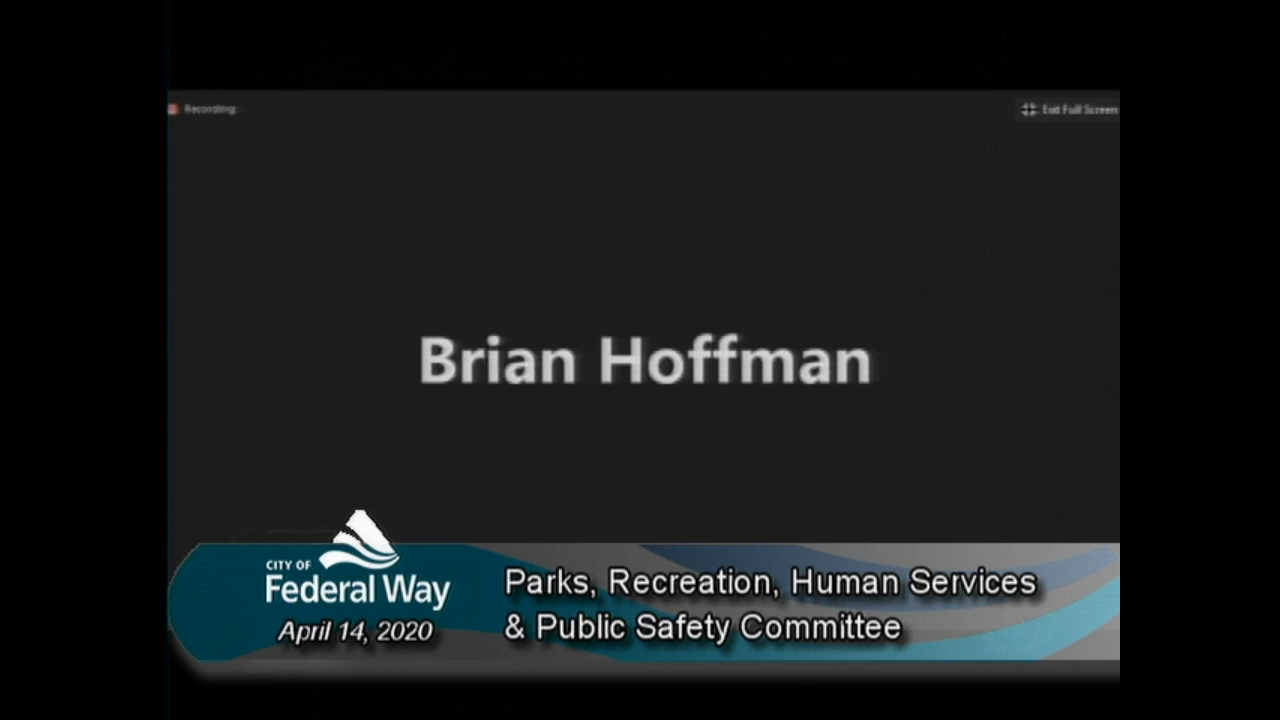 Recording
Exit Full Screen
Brian Hoffman
CITY OF
Federal Way
April 14, 2020
Parks, Recreation, Human Services
& Public Safety Committee